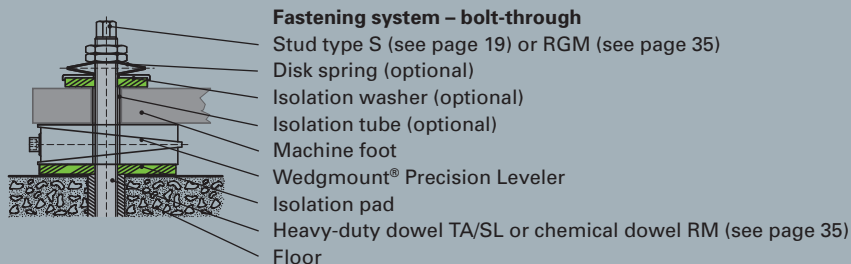 Fastening system – bolt-through
Stud type S (see page 19) or RGM (see page 35)
Disk spring (optional)
Isolation washer (optional)
Isolation tube (optional)
Machine foot
Wedgmount® Precision Leveler
Isolation pad
Heavy-duty dowel TA/SL or chemical dowel RM (see page 35)
Floor